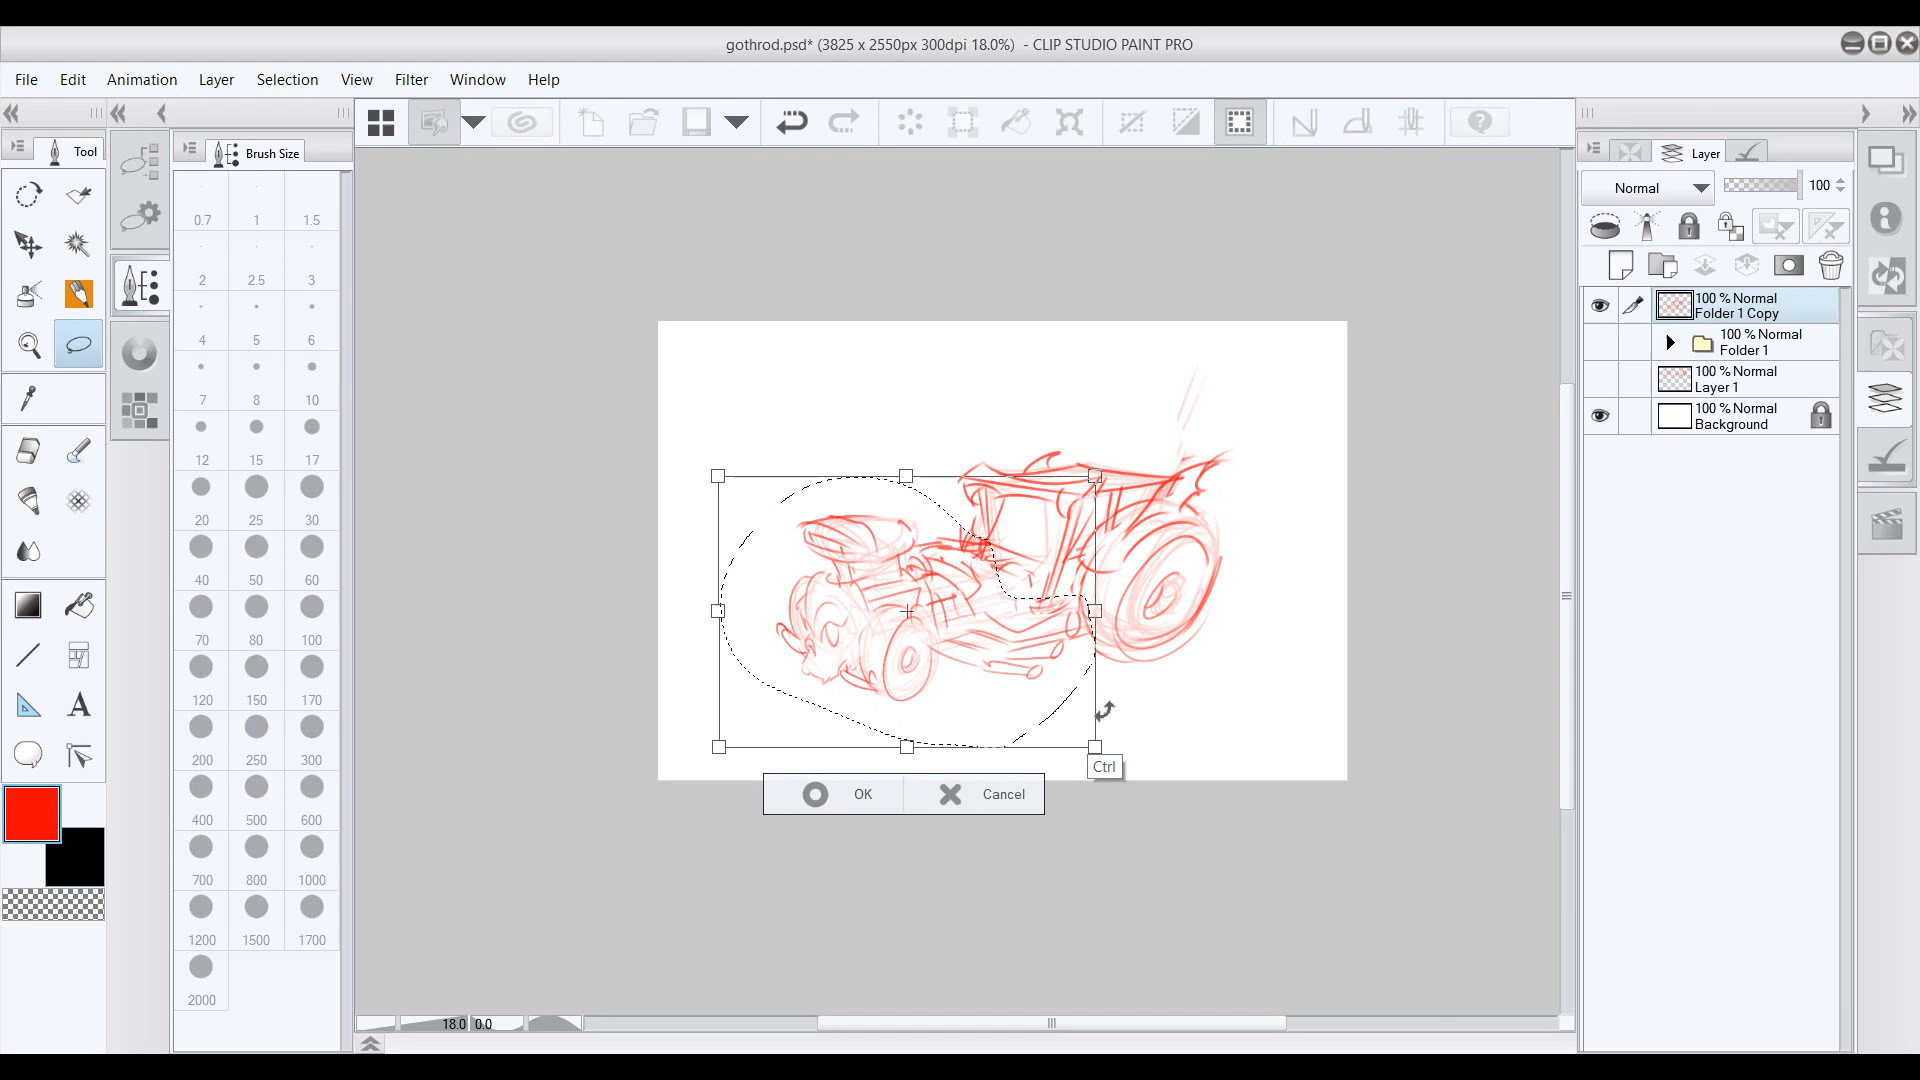 gothrod.psd* (3825 x 2550px 300dpi 18.0%)  - CLIP STUDIO PAINT PRO
File Edit Animation Layer Selection View Filter Window Help
Tool
Brush Size
Layer
Normal 100
0.7 1 1.5
2 2.5 3
4 5 6
7 8 10
12 15 17
20 25 30
40 50 60
70 80 100
120 150 170
200 250 300
400 500 600
700 800 1000
1200 1500 1700
2000
100 % Normal
Folder 1 Copy
100 % Normal
Folder 1
100 % Normal
Layer 1
100 % Normal
Background
Ctrl
OK Cancel
18.0 0.0